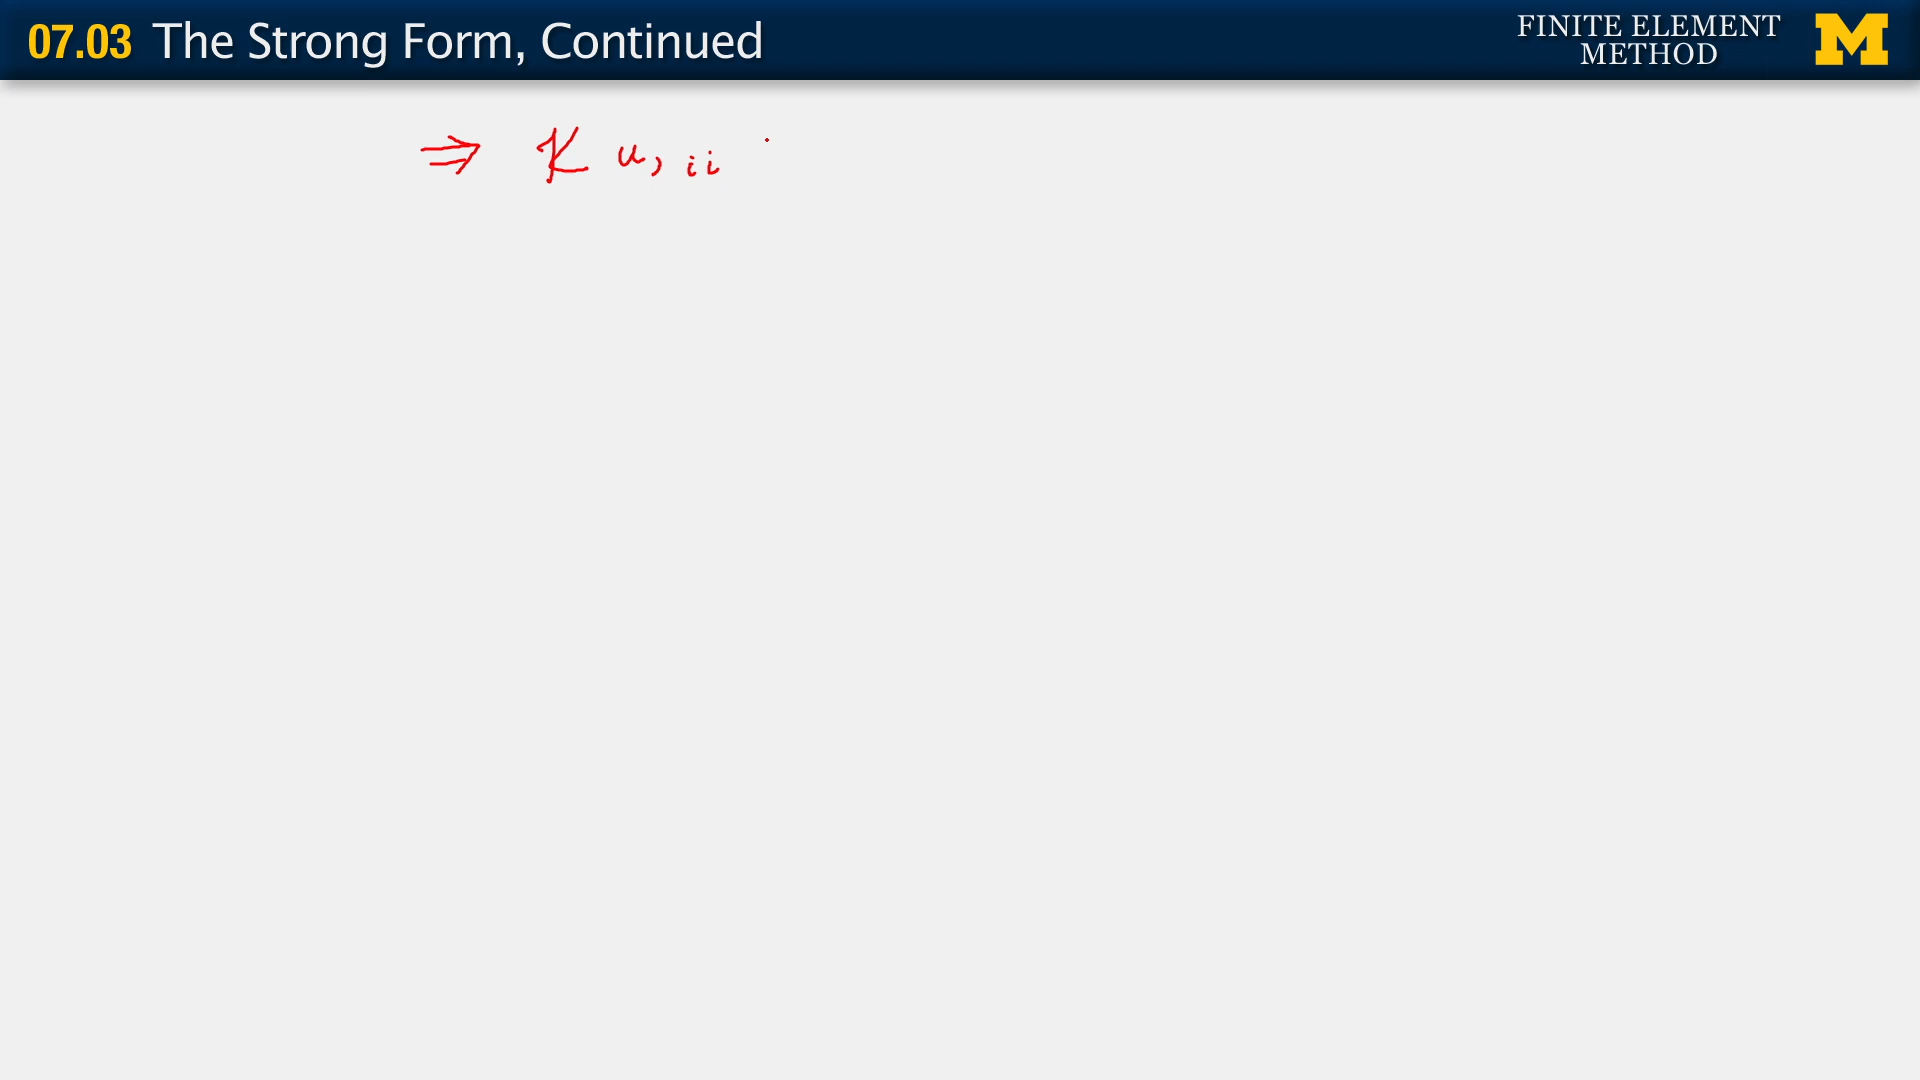 07.03 The Strong Form, Continued
FINITE ELEMENT
METHOD
M
⇒ K u,ii